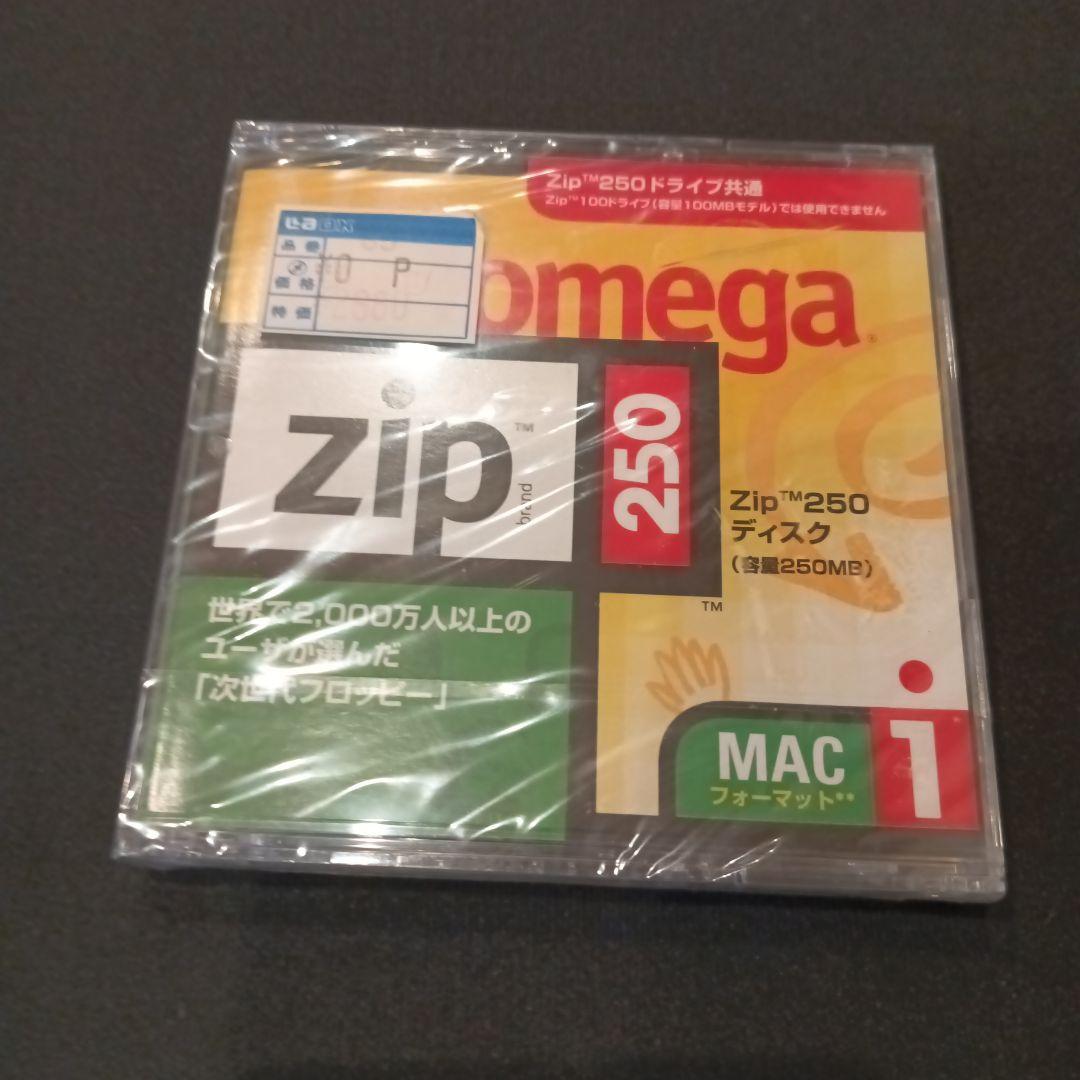 Zip™250ドライブ共通
Zip™100ドライブ(容量100MBモデル)では使用できません
LaOX
品番
価格 ¥0 P
特価
omega®
zip™
brand
250
Zip™250
ディスク
(容量250MB)
™
世界で2,000万人以上の
ユーザが選んだ
「次世代フロッピー」
MAC
フォーマット**
i